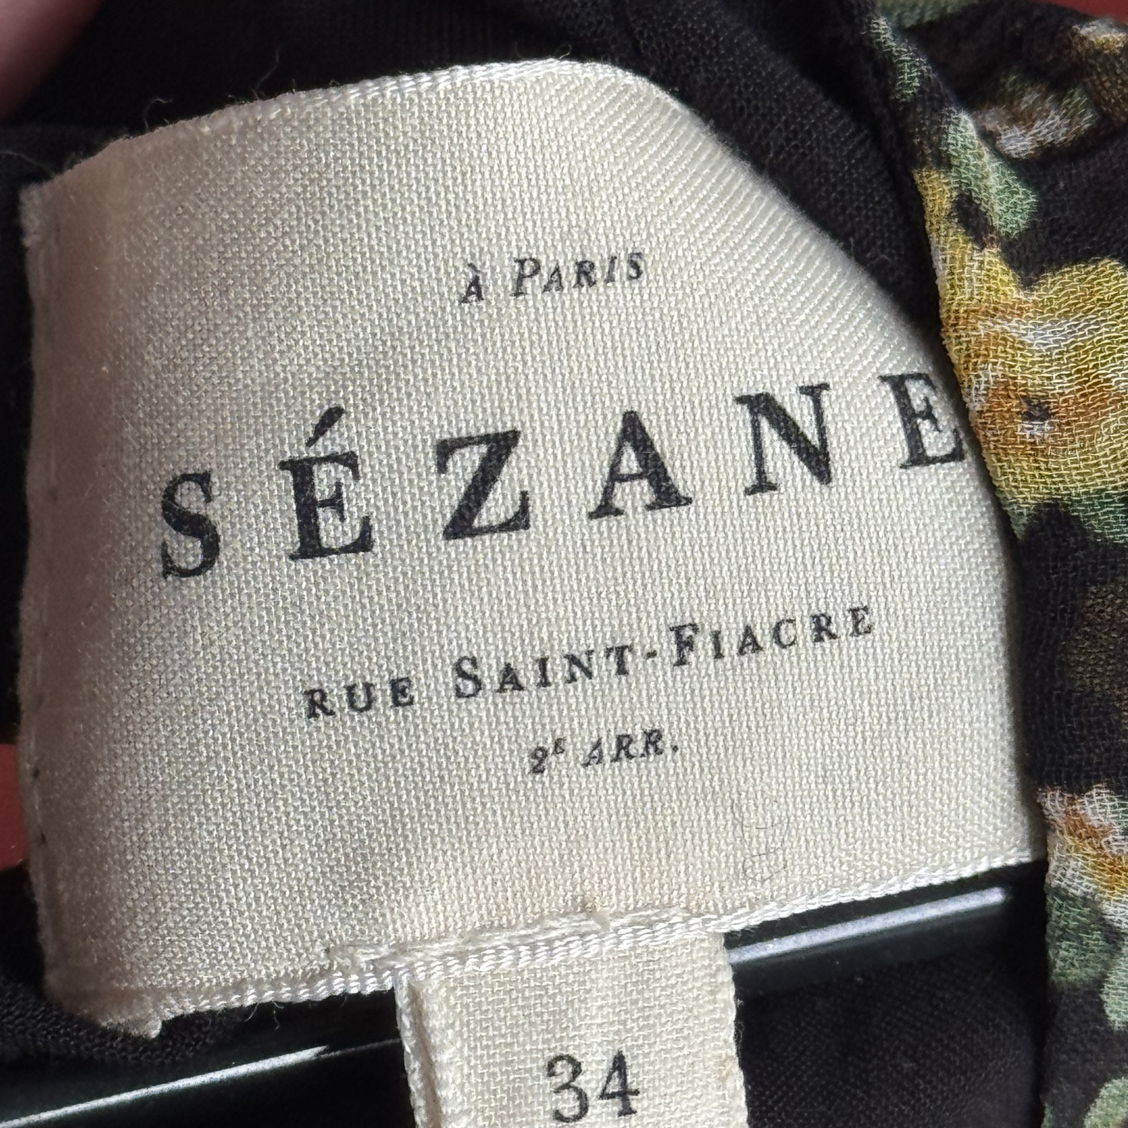 À PARIS
SÉZANE
RUE SAINT-FIACRE
2E ARR.
34